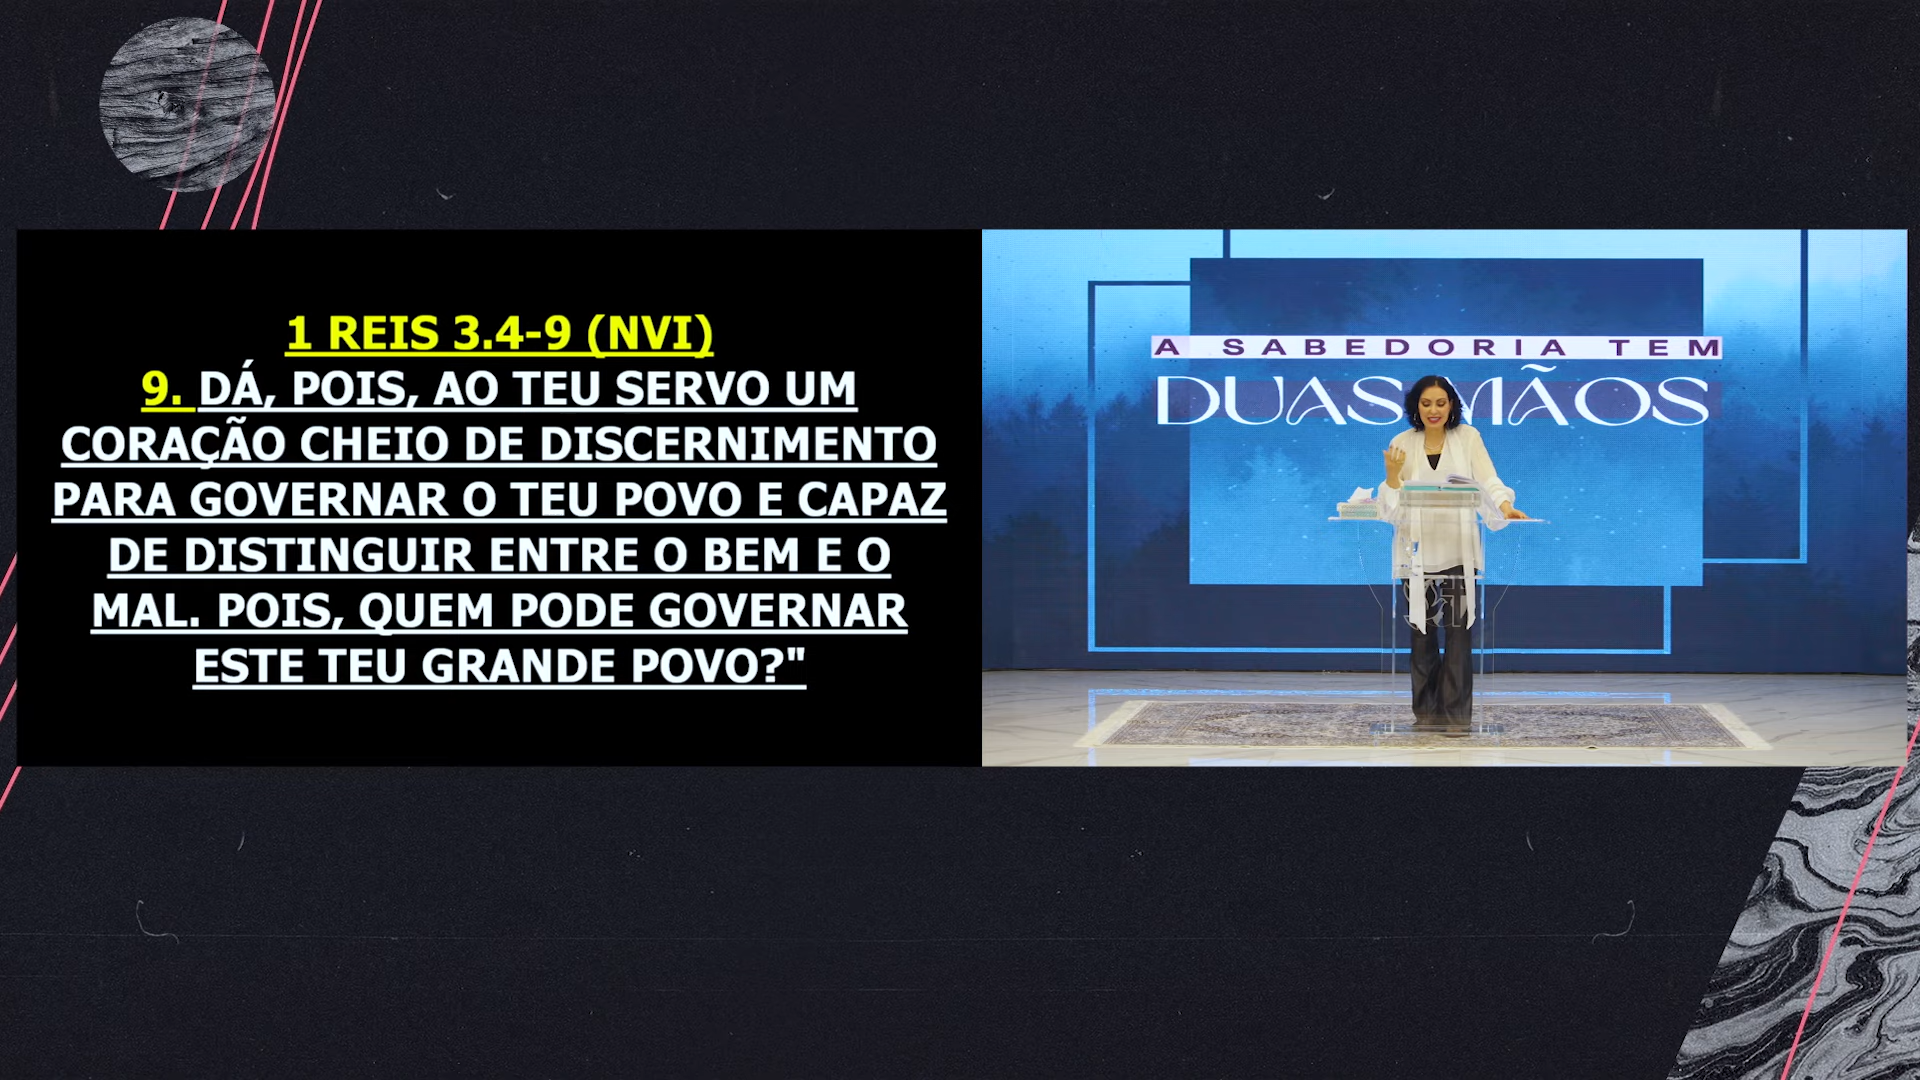 1 REIS 3.4-9 (NVI)
9. DÁ, POIS, AO TEU SERVO UM
CORAÇÃO CHEIO DE DISCERNIMENTO
PARA GOVERNAR O TEU POVO E CAPAZ
DE DISTINGUIR ENTRE O BEM E O
MAL. POIS, QUEM PODE GOVERNAR
ESTE TEU GRANDE POVO?"
A SABEDORIA TEM
DUAS MÃOS